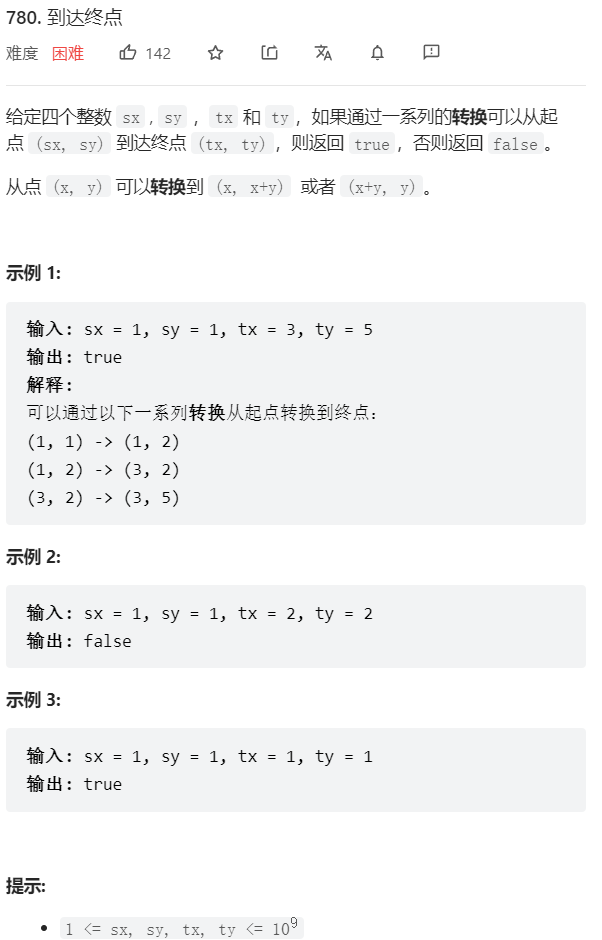 780. 到达终点
难度 困难 142
给定四个整数 sx , sy , tx 和 ty，如果通过一系列的转换可以从起
点 (sx, sy) 到达终点 (tx, ty)，则返回 true，否则返回 false。
从点 (x, y) 可以转换到 (x, x+y) 或者 (x+y, y)。
示例 1:
输入: sx = 1, sy = 1, tx = 3, ty = 5
输出: true
解释:
可以通过以下一系列转换从起点转换到终点:
(1, 1) -> (1, 2)
(1, 2) -> (3, 2)
(3, 2) -> (3, 5)
示例 2:
输入: sx = 1, sy = 1, tx = 2, ty = 2
输出: false
示例 3:
输入: sx = 1, sy = 1, tx = 1, ty = 1
输出: true
提示:
• 1 <= sx, sy, tx, ty <= 10⁹